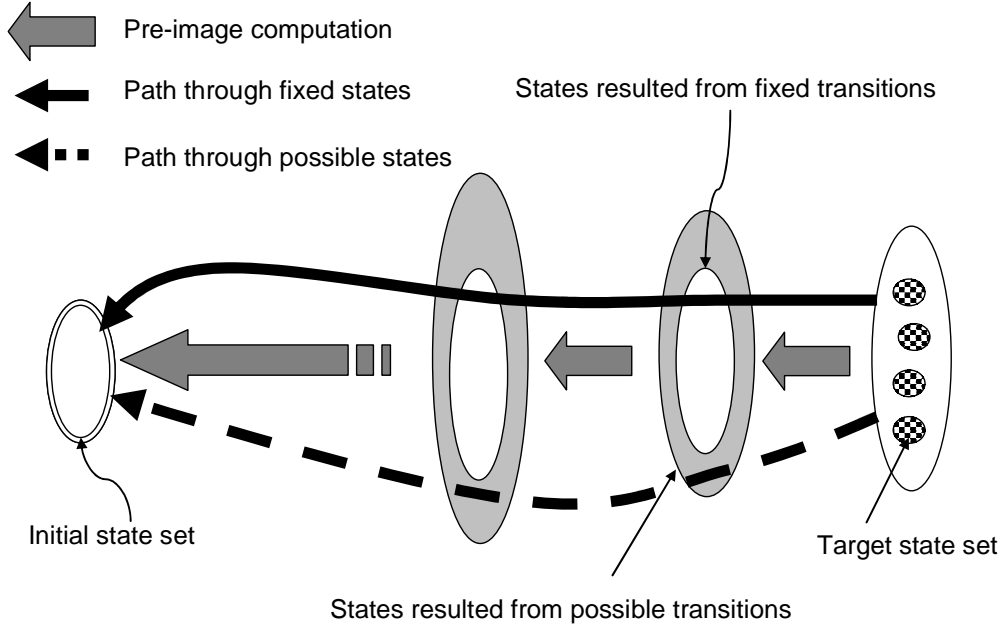 Pre-image computation
Path through fixed states
States resulted from fixed transitions
Path through possible states
Initial state set
Target state set
States resulted from possible transitions